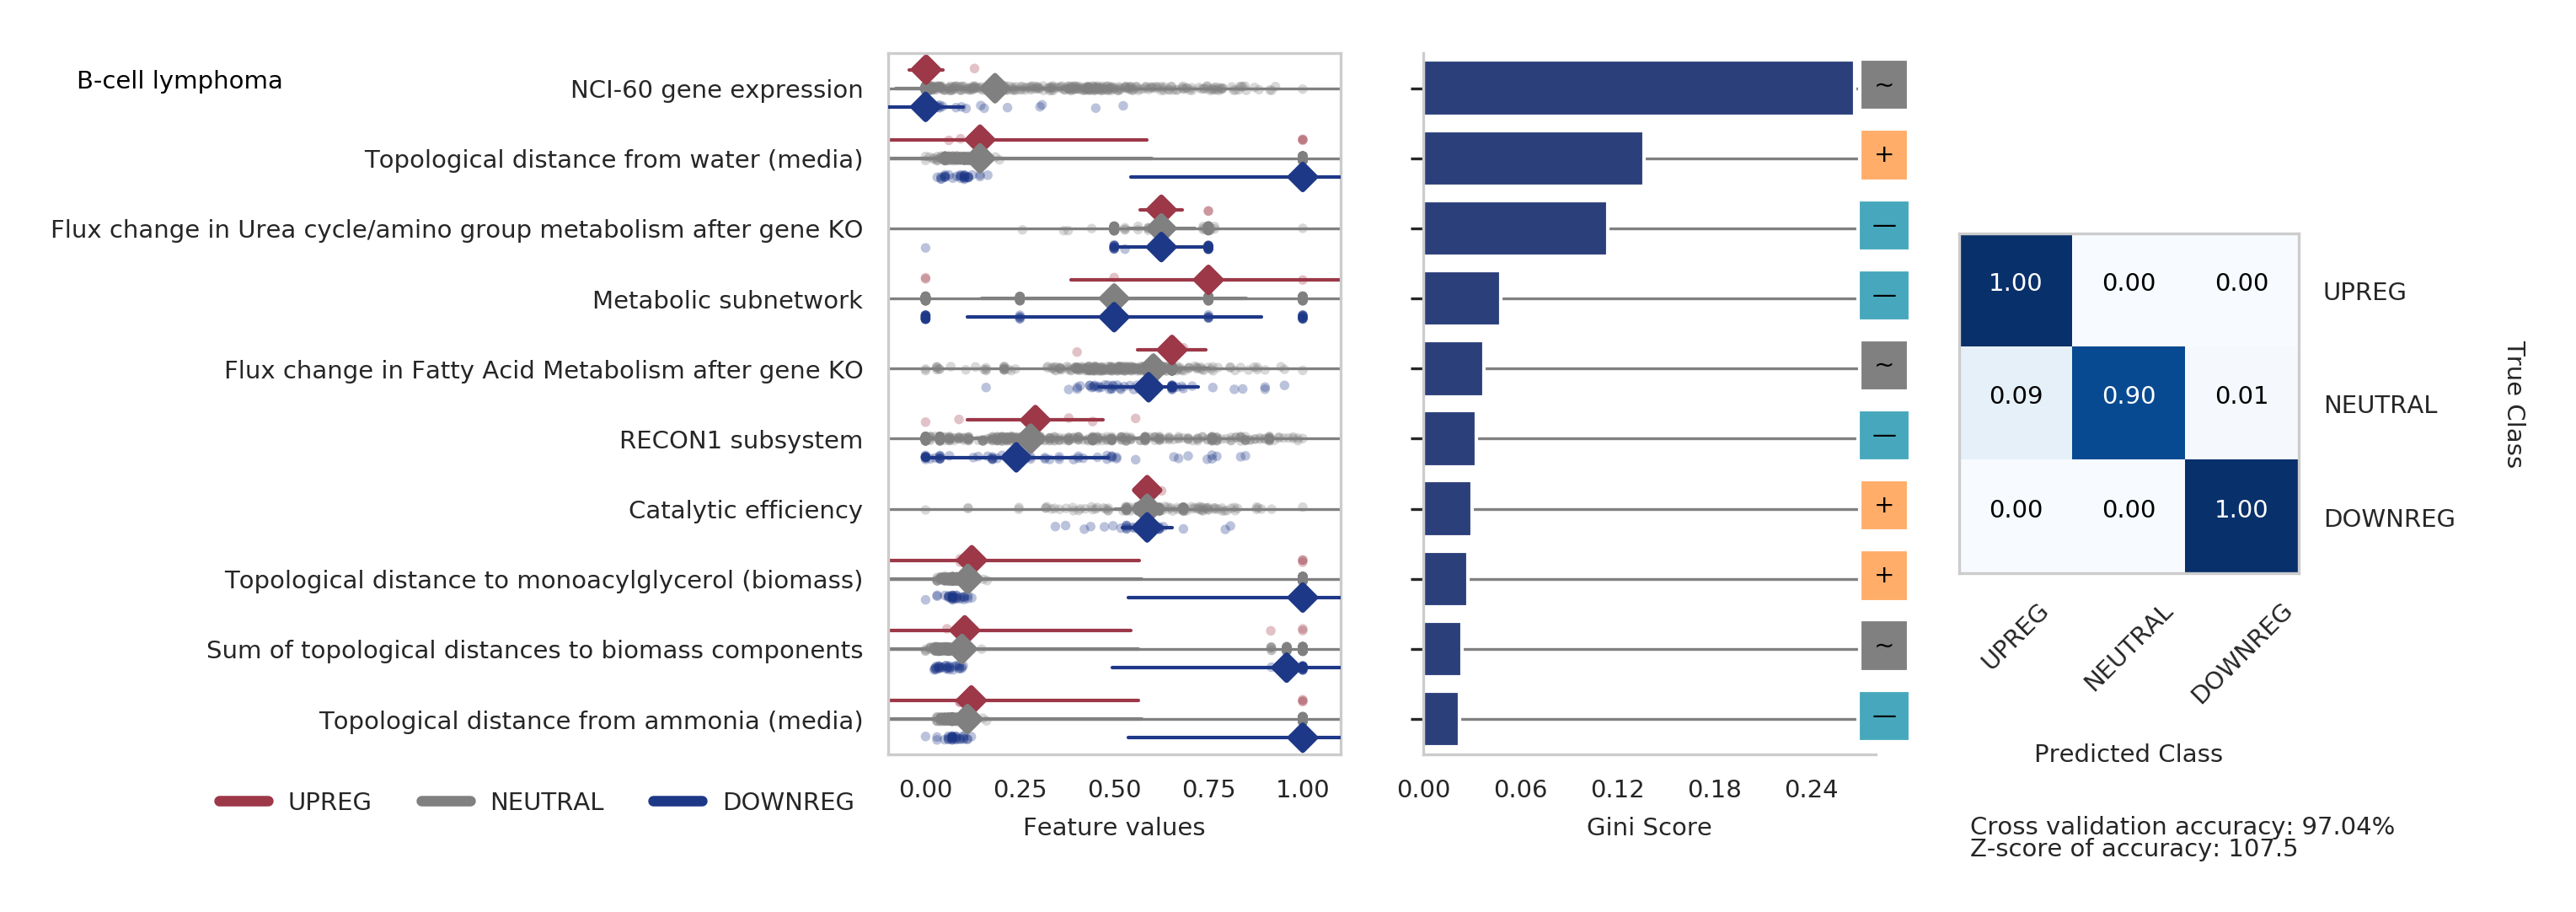 B-cell lymphoma
NCI-60 gene expression
Topological distance from water (media)
Flux change in Urea cycle/amino group metabolism after gene KO
Metabolic subnetwork
Flux change in Fatty Acid Metabolism after gene KO
RECON1 subsystem
Catalytic efficiency
Topological distance to monoacylglycerol (biomass)
Sum of topological distances to biomass components
Topological distance from ammonia (media)
UPREG NEUTRAL DOWNREG
0.00 0.25 0.50 0.75 1.00
Feature values
~
+
—
—
~
—
+
+
~
—
0.00 0.06 0.12 0.18 0.24
Gini Score
1.00 0.00 0.00 UPREG
0.09 0.90 0.01 NEUTRAL
0.00 0.00 1.00 DOWNREG
True Class
UPREG NEUTRAL DOWNREG
Predicted Class
Cross validation accuracy: 97.04%
Z-score of accuracy: 107.5